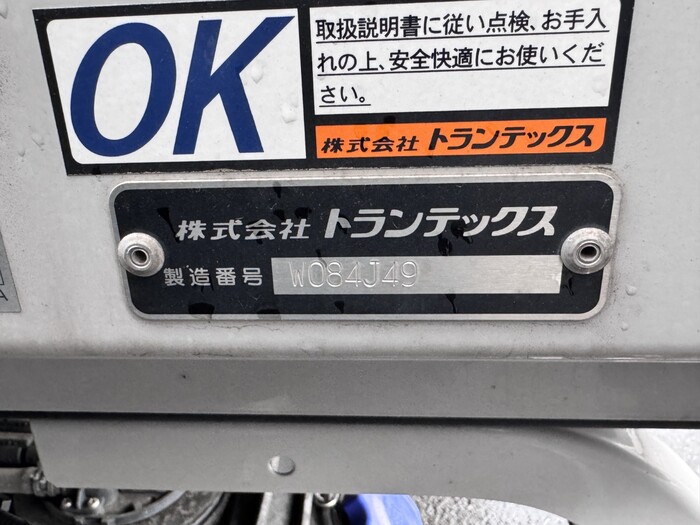 OK
取扱説明書に従い点検、お手入
れの上、安全快適にお使いくだ
さい。
株式会社 トランテックス
株式会社 トランテックス
製造番号 W084J49